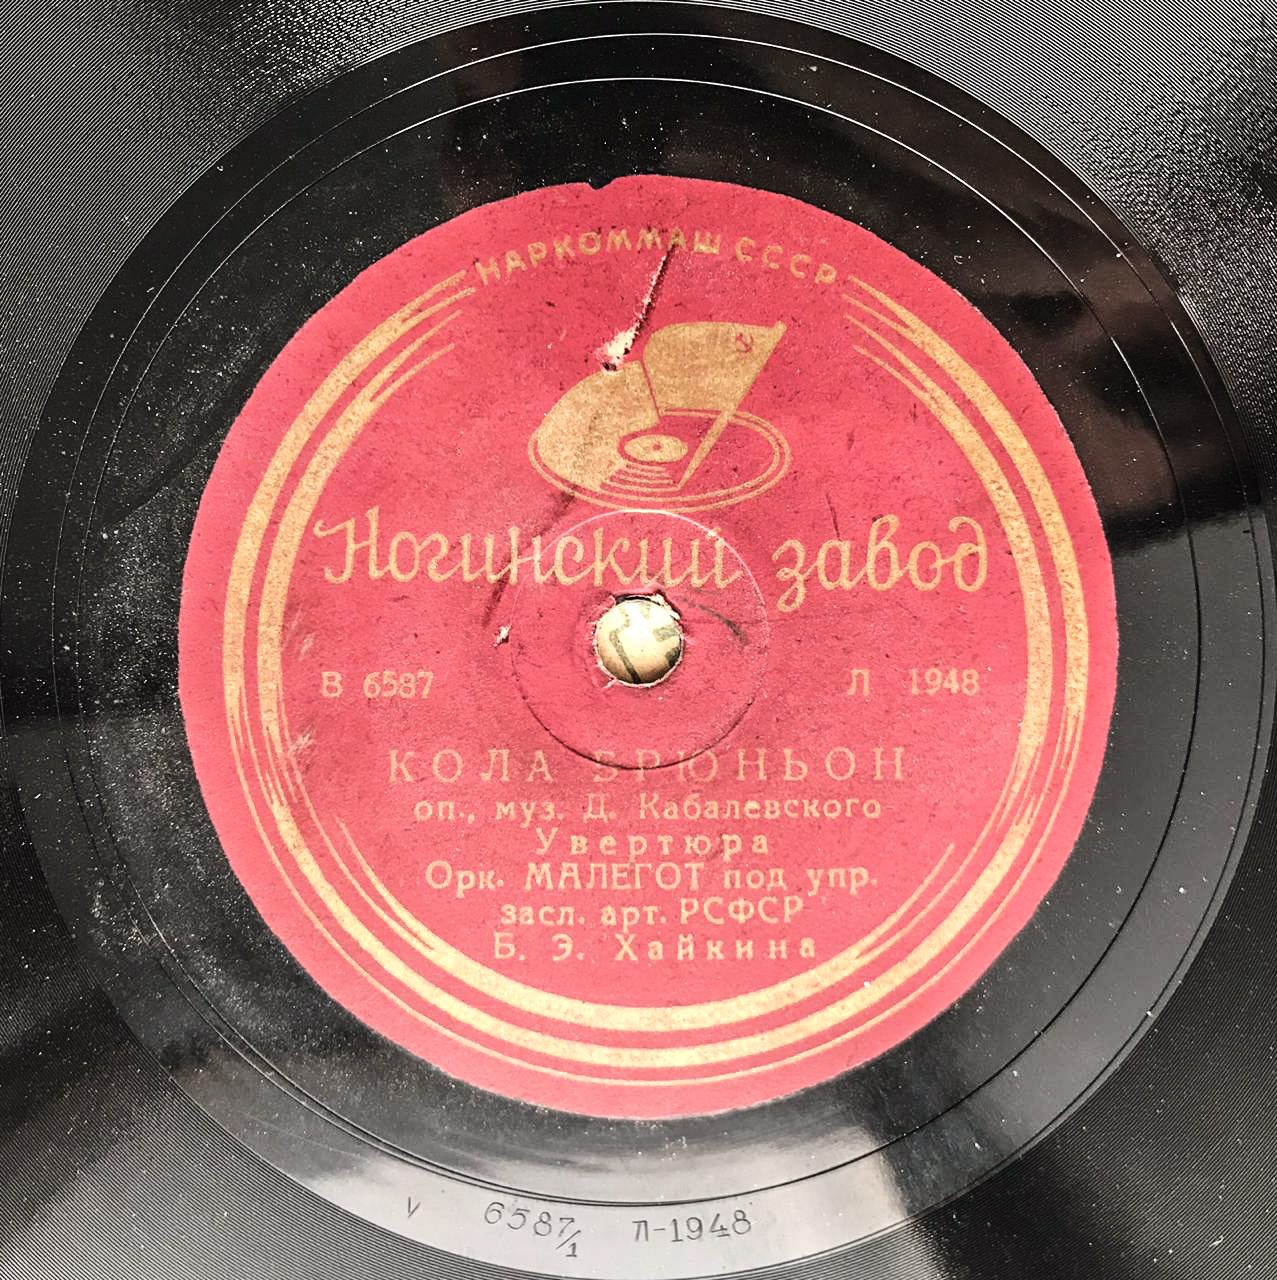 НАРКОММАШ СССР
Ногинский завод
В 6587 Л 1948
КОЛА БРЮНЬОН
оп., муз. Д. Кабалевского
Увертюра
Орк. МАЛЕГОТ под упр.
засл. арт. РСФСР
Б. Э. Хайкина
V 6587/1 Л-1948